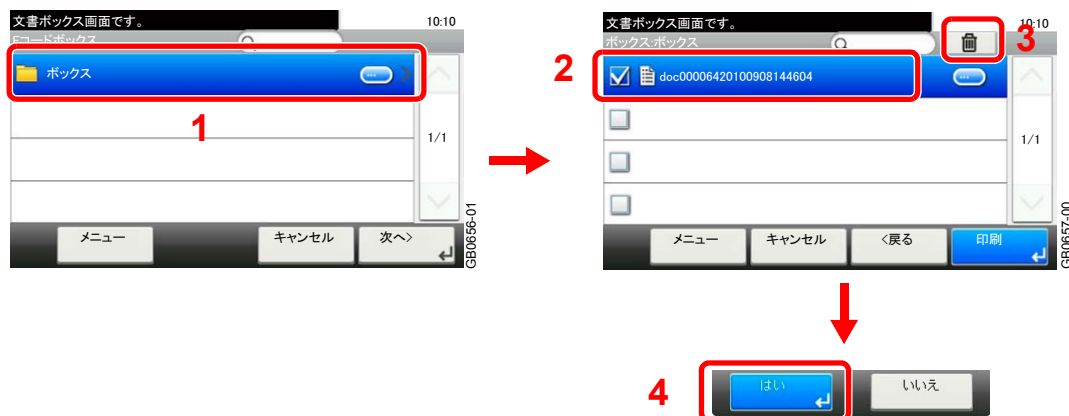 文書ボックス画面です。
10:10
Fコードボックス
ボックス
1
1/1
メニュー
キャンセル
次へ>
GB0656-01
文書ボックス画面です。
10:10
ボックス:ボックス
3
2
doc00006420100908144604
1/1
メニュー
キャンセル
<戻る
印刷
GB0657-00
4
はい
いいえ